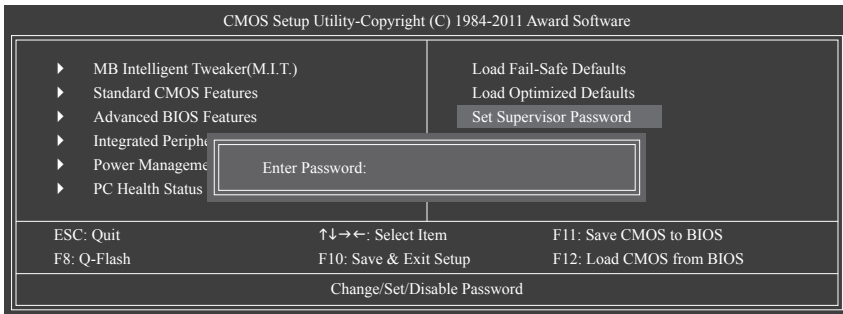 CMOS Setup Utility-Copyright (C) 1984-2011 Award Software
MB Intelligent Tweaker(M.I.T.)
Standard CMOS Features
Advanced BIOS Features
Integrated Periphe
Power Manageme
PC Health Status
Load Fail-Safe Defaults
Load Optimized Defaults
Set Supervisor Password
Enter Password:
ESC: Quit ↑↓→←: Select Item F11: Save CMOS to BIOS
F8: Q-Flash F10: Save & Exit Setup F12: Load CMOS from BIOS
Change/Set/Disable Password